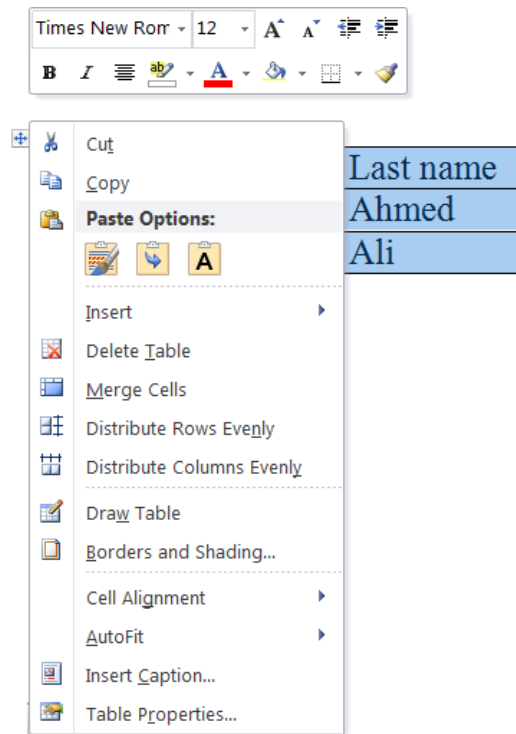 Times New Rom 12 A A
B I ab A
Cut
Copy
Paste Options:
A
Insert
Delete Table
Merge Cells
Distribute Rows Evenly
Distribute Columns Evenly
Draw Table
Borders and Shading...
Cell Alignment
AutoFit
Insert Caption...
Table Properties...
Last name
Ahmed
Ali